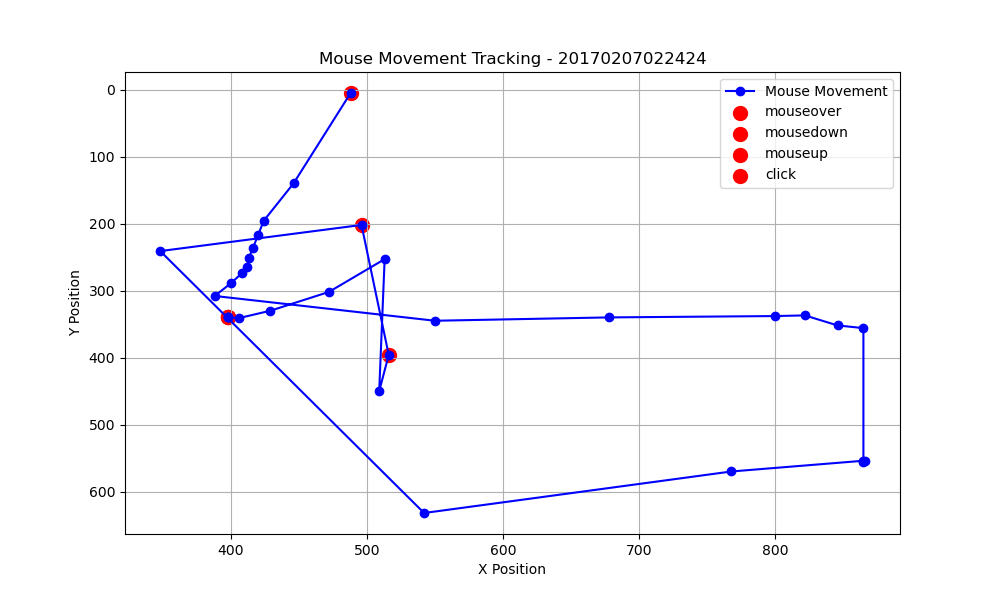 Mouse Movement Tracking - 20170207022424
Mouse Movement
mouseover
mousedown
mouseup
click
0
100
200
300
400
500
600
Y Position
400
500
600
700
800
X Position